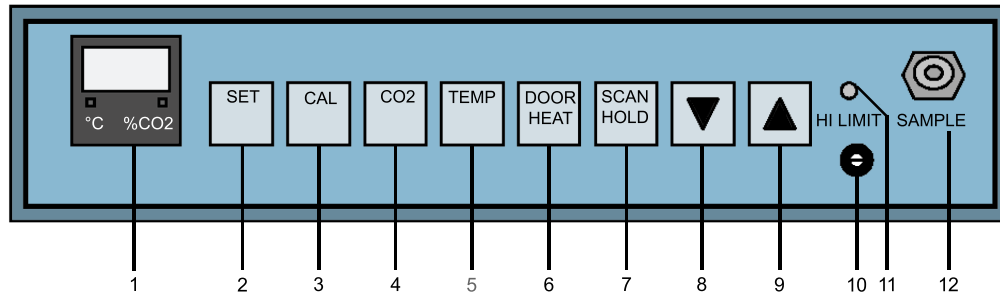 °C %CO2
SET
CAL
CO2
TEMP
DOOR
HEAT
SCAN
HOLD
HI LIMIT
SAMPLE
1 2 3 4 5 6 7 8 9 10 11 12